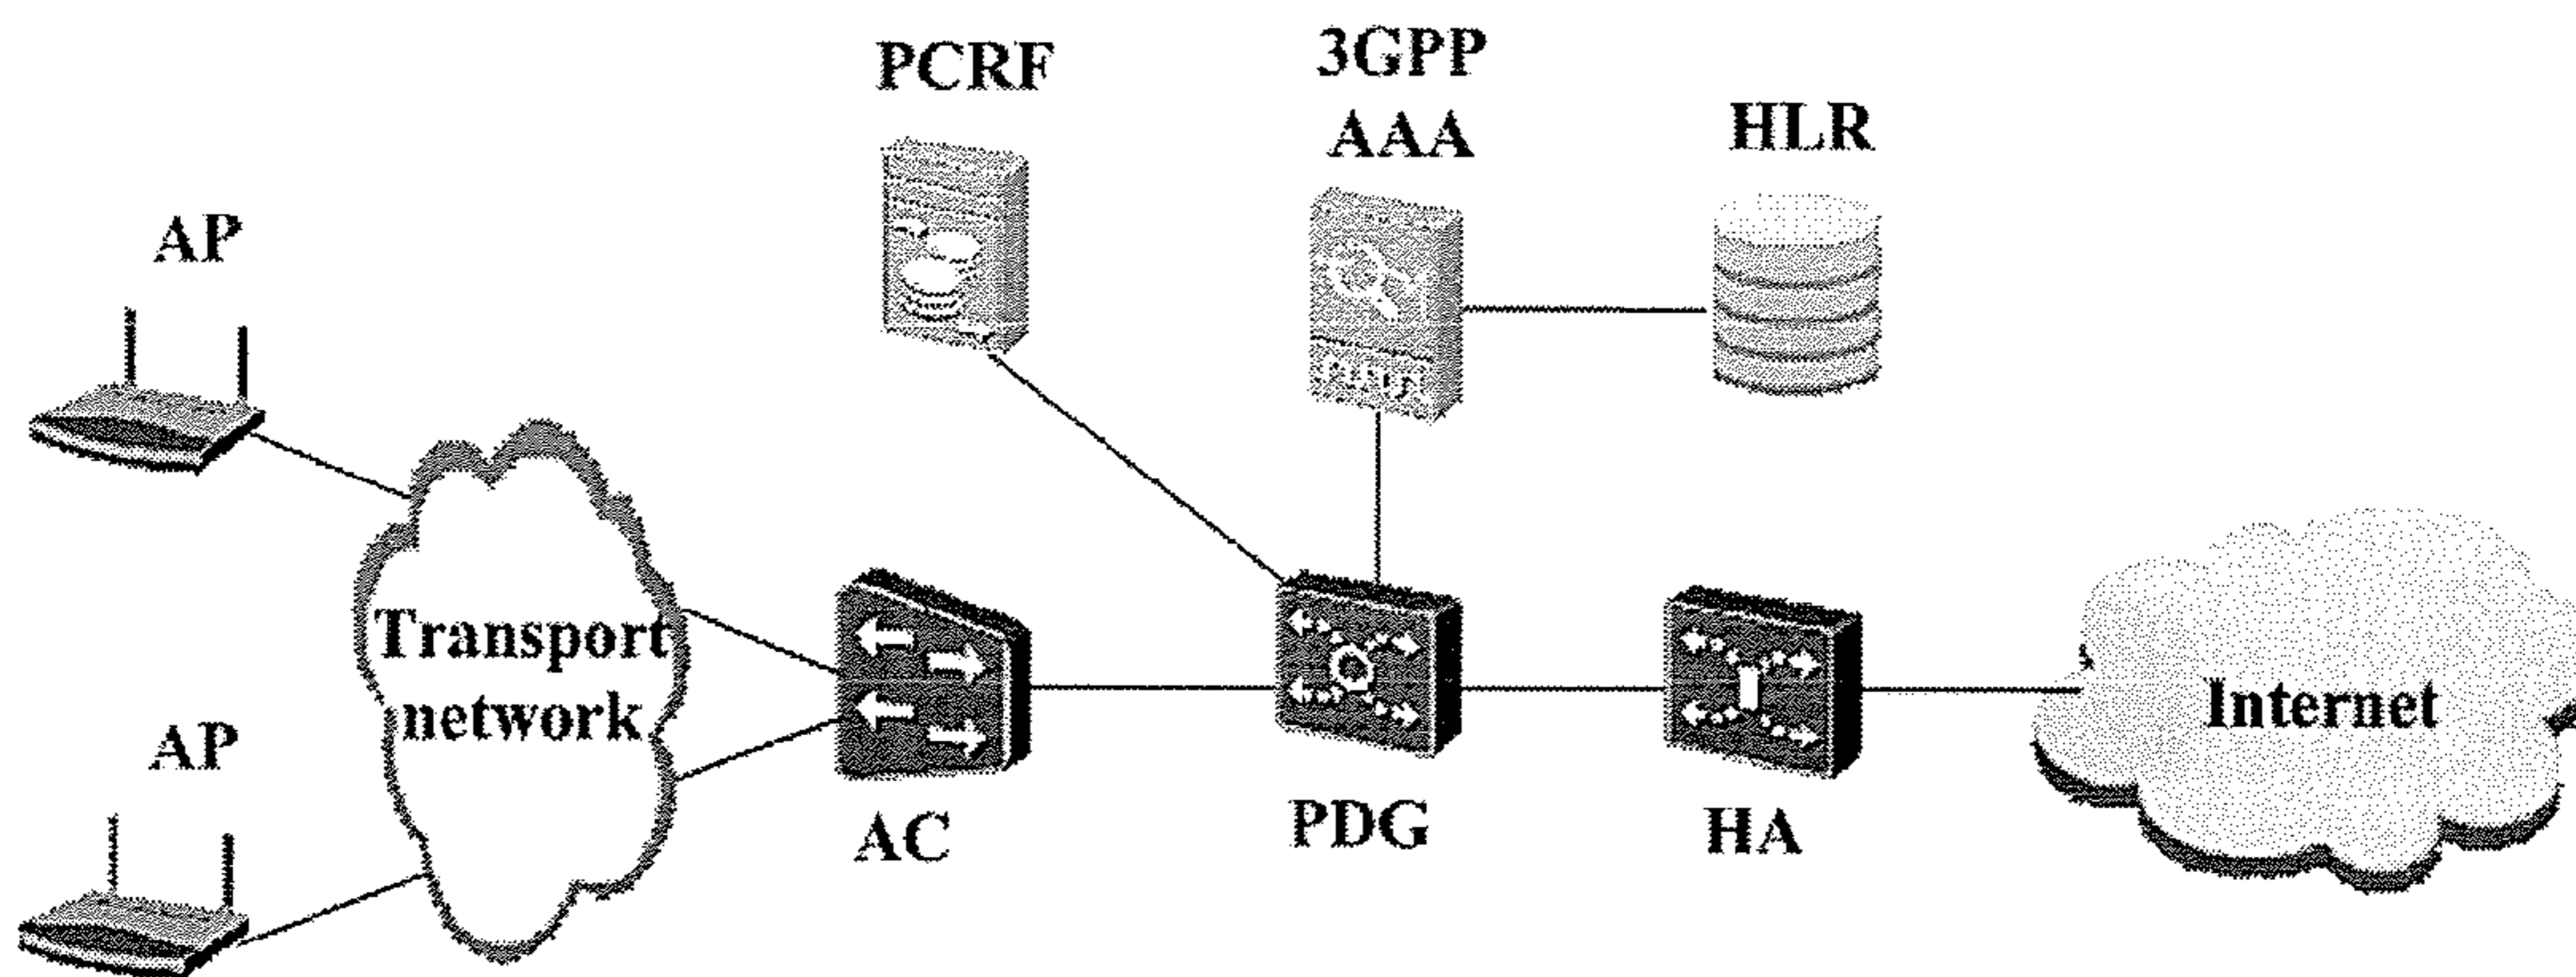 PCRF
3GPP
AAA
HLR
AP
Transport
network
Internet
AP
AC
PDG
HA